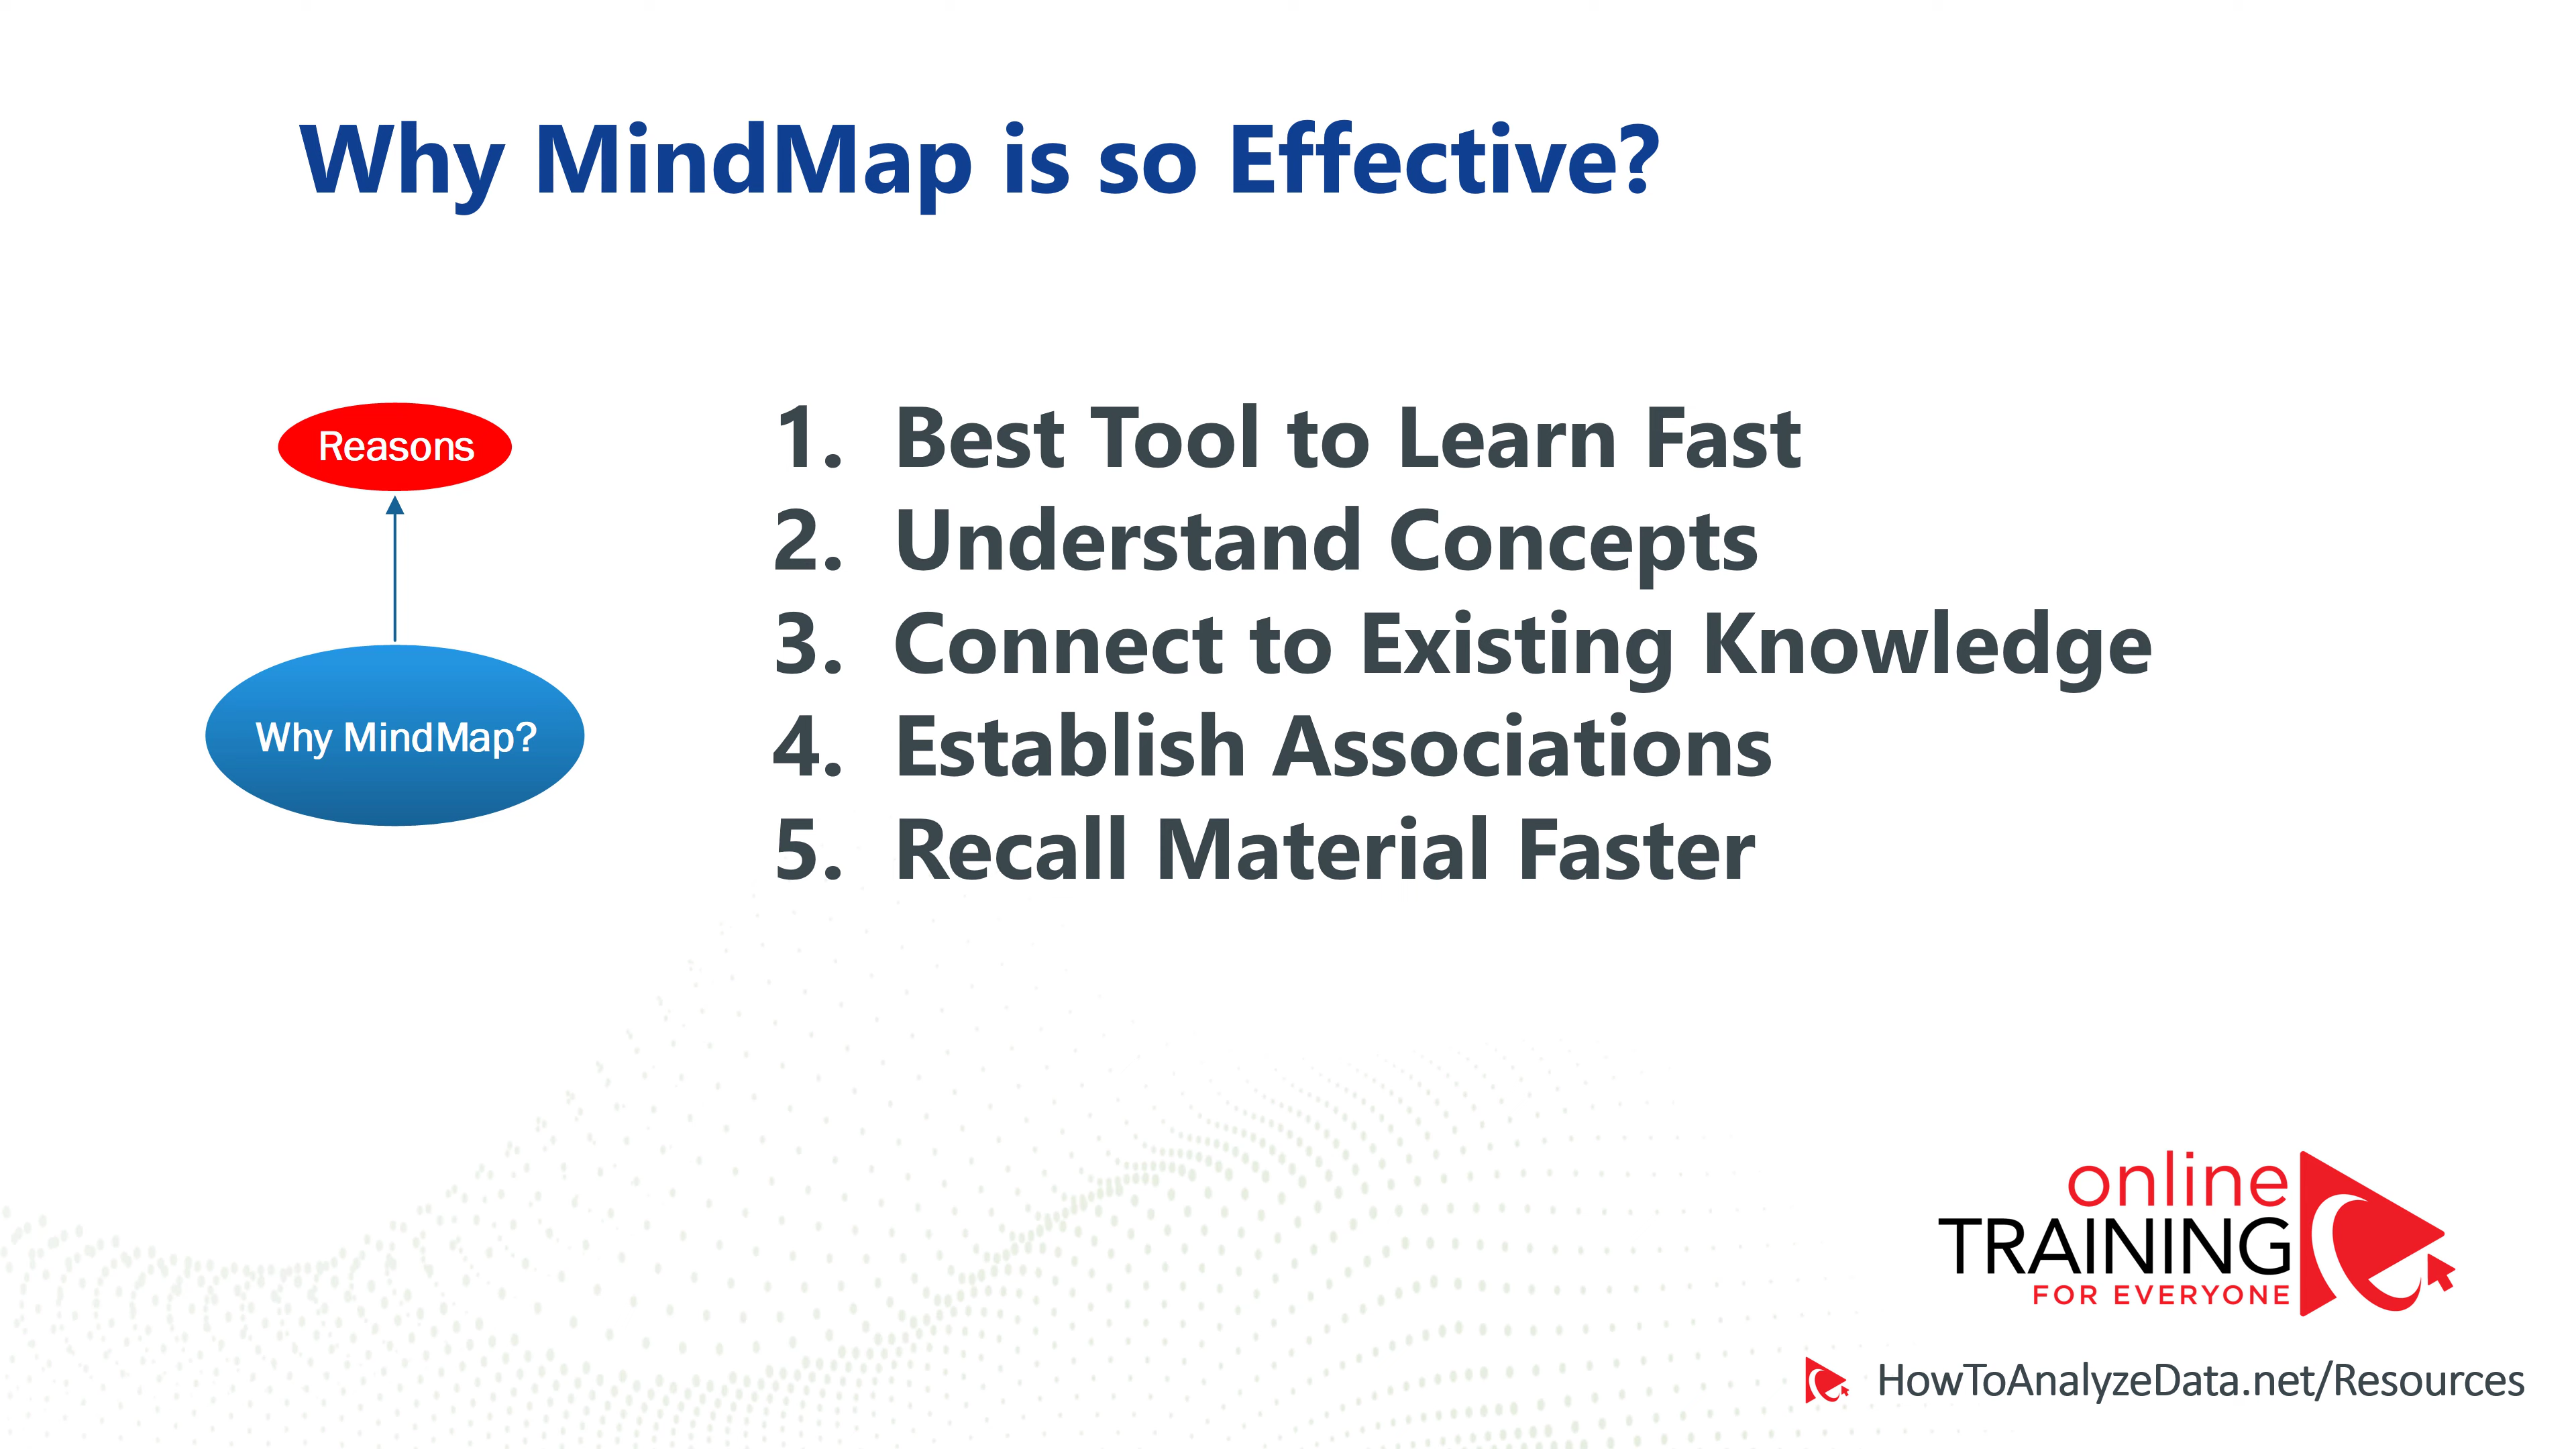 Why MindMap is so Effective?
Reasons
Why MindMap?
1. Best Tool to Learn Fast
2. Understand Concepts
3. Connect to Existing Knowledge
4. Establish Associations
5. Recall Material Faster
online
TRAINING
FOR EVERYONE
HowToAnalyzeData.net/Resources